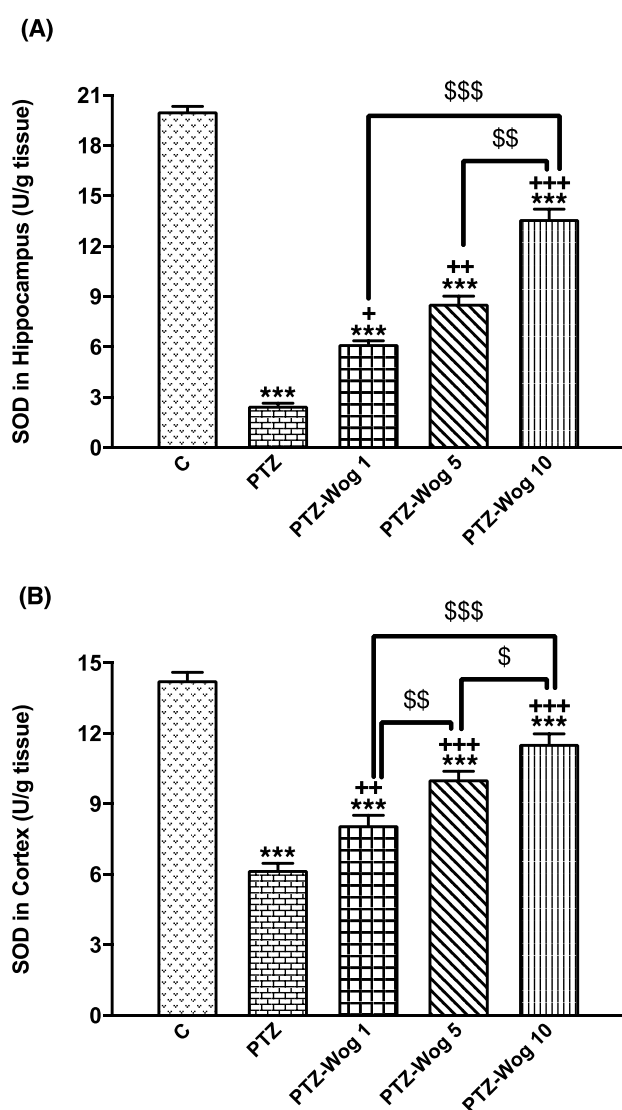 (A)
SOD in Hippocampus (U/g tissue)
21
18
15
12
9
6
3
0
$$$
$$
+++
***
++
***
+
***
***
C
PTZ
PTZ-Wog 1
PTZ-Wog 5
PTZ-Wog 10
(B)
SOD in Cortex (U/g tissue)
15
12
9
6
3
0
$$$
$
$$
+++
***
+++
***
++
***
***
C
PTZ
PTZ-Wog 1
PTZ-Wog 5
PTZ-Wog 10